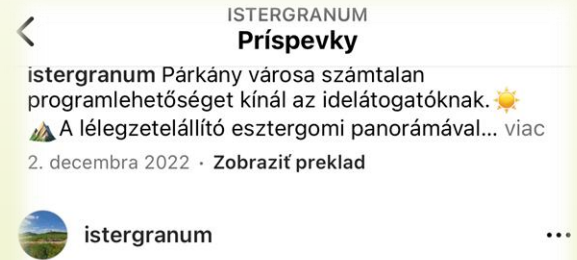 ISTERGRANUM
Príspevky
istergranum Párkány városa számtalan
programlehetőséget kínál az idelátogatóknak.☀️
⛰️A lélegzetelállító esztergomi panorámával... viac
2. decembra 2022 · Zobraziť preklad
istergranum